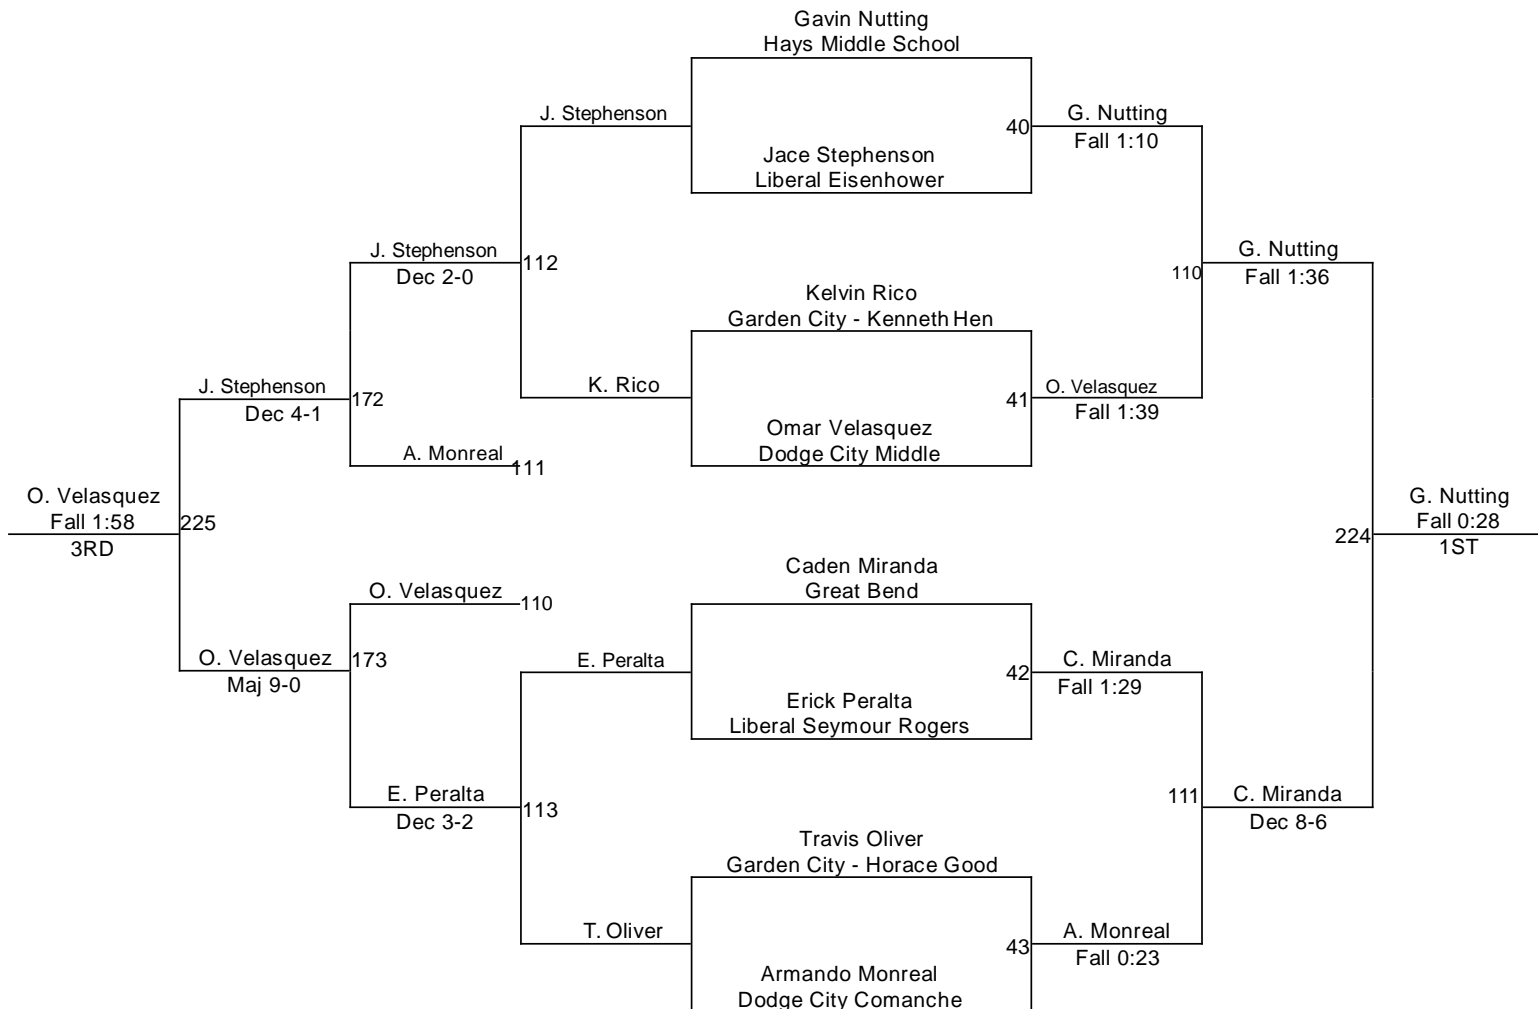 Gavin Nutting
Hays Middle School
J. Stephenson
G. Nutting
40
Fall 1:10
Jace Stephenson
Liberal Eisenhower
J. Stephenson
G. Nutting
112
110
Dec 2-0
Fall 1:36
Kelvin Rico
Garden City - Kenneth Hen
J. Stephenson
K. Rico
O. Velasquez
172
41
Dec 4-1
Fall 1:39
Omar Velasquez
Dodge City Middle
A. Monreal
111
O. Velasquez
G. Nutting
Fall 1:58
225
Fall 0:28
224
3RD
1ST
Caden Miranda
Great Bend
O. Velasquez
110
O. Velasquez
173
E. Peralta
C. Miranda
42
Maj 9-0
Fall 1:29
Erick Peralta
Liberal Seymour Rogers
E. Peralta
111
C. Miranda
113
Dec 3-2
Dec 8-6
Travis Oliver
Garden City - Horace Good
T. Oliver
A. Monreal
43
Fall 0:23
Armando Monreal
Dodge City Comanche